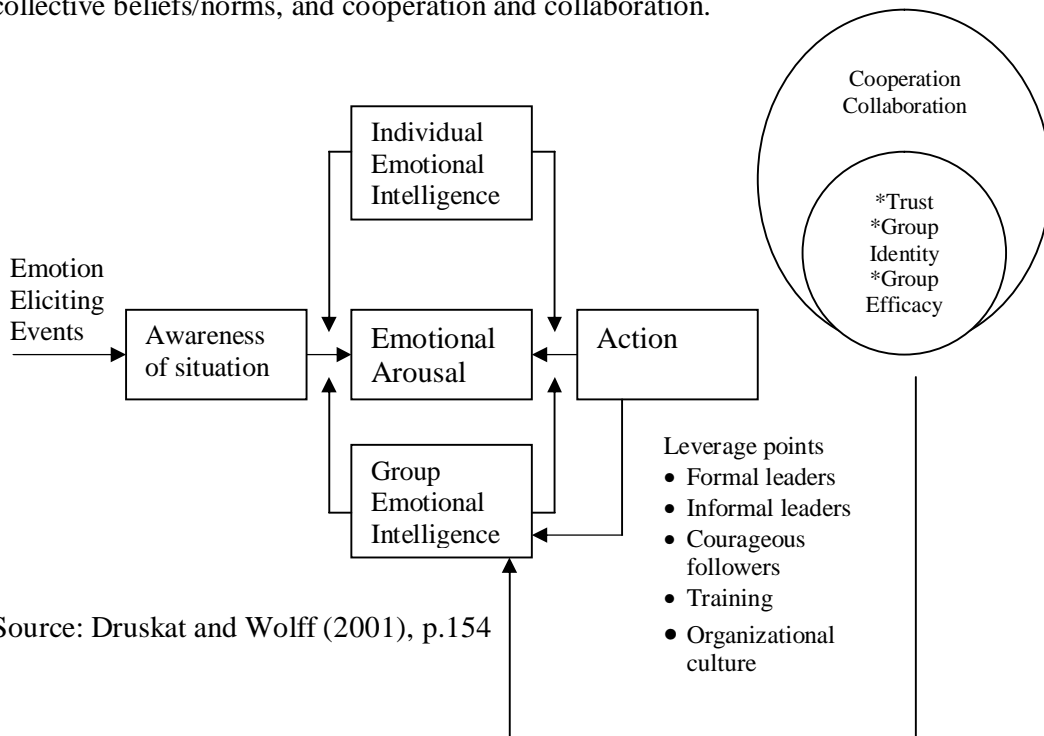 collective beliefs/norms, and cooperation and collaboration.
Cooperation
Collaboration
*Trust
*Group
Identity
*Group
Efficacy
Individual
Emotional
Intelligence
Emotion
Eliciting
Events
Awareness
of situation
Emotional
Arousal
Action
Group
Emotional
Intelligence
Leverage points
• Formal leaders
• Informal leaders
• Courageous
followers
• Training
• Organizational
culture
Source: Druskat and Wolff (2001), p.154